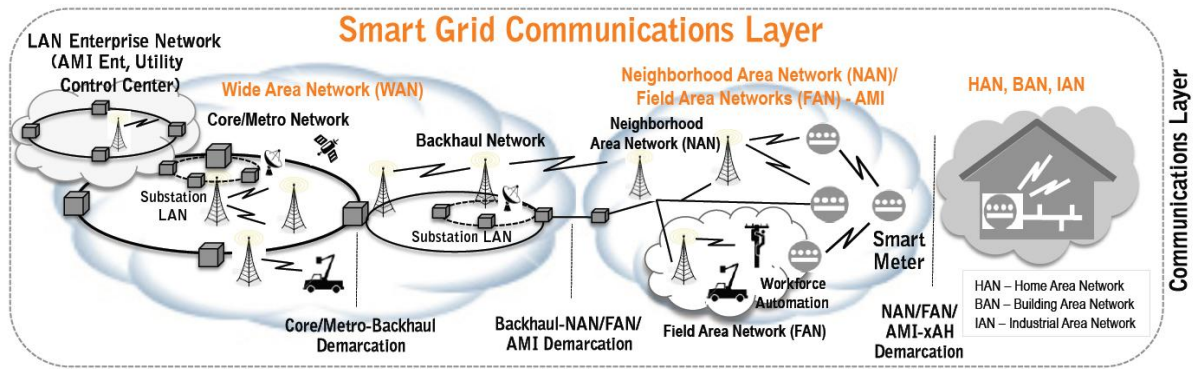 Smart Grid Communications Layer
LAN Enterprise Network
(AMI Ent, Utility
Control Center)
Wide Area Network (WAN)
Core/Metro Network
Substation
LAN
Backhaul Network
Substation LAN
Neighborhood Area Network (NAN)/
Field Area Networks (FAN) - AMI
Neighborhood
Area Network (NAN)
Smart
Meter
Workforce
Automation
Field Area Network (FAN)
HAN, BAN, IAN
HAN – Home Area Network
BAN – Building Area Network
IAN – Industrial Area Network
Core/Metro-Backhaul
Demarcation
Backhaul-NAN/FAN/
AMI Demarcation
NAN/FAN/
AMI-xAH
Demarcation
Communications Layer